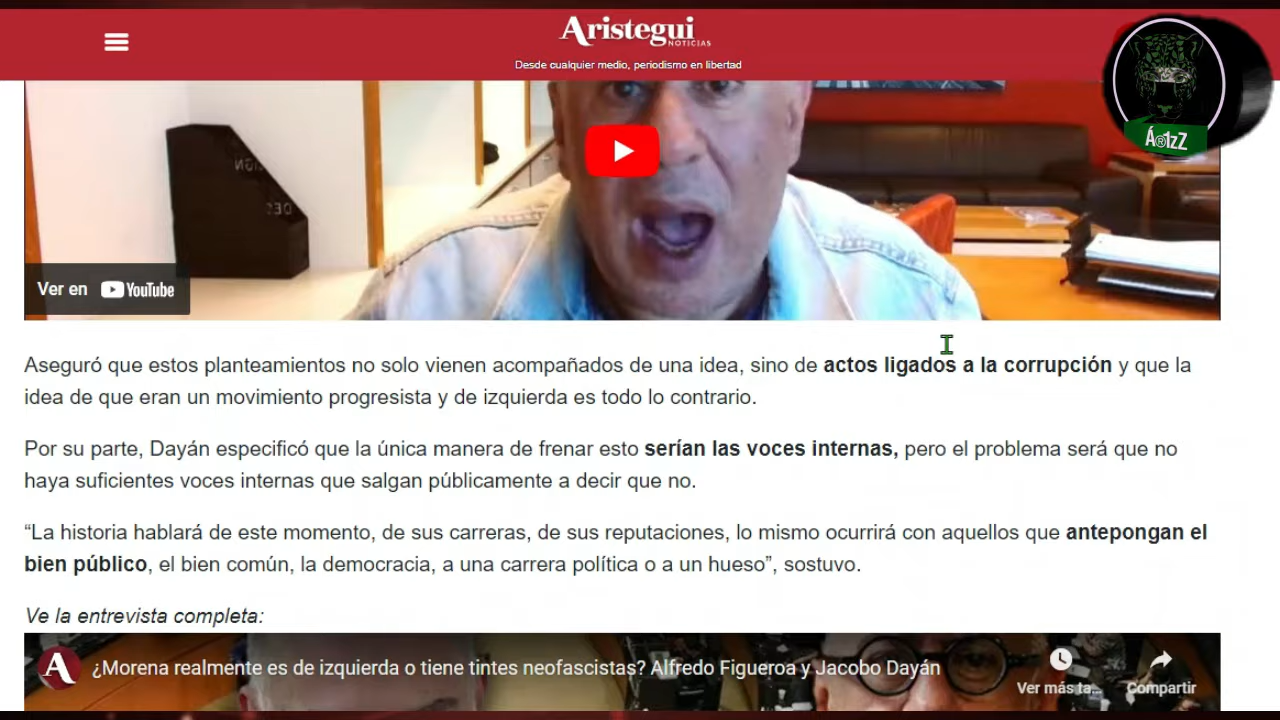 Aristegui
NOTICIAS
Desde cualquier medio, periodismo en libertad
Á®1zZ
Ver en YouTube
Aseguró que estos planteamientos no solo vienen acompañados de una idea, sino de actos ligados a la corrupción y que la
idea de que eran un movimiento progresista y de izquierda es todo lo contrario.
Por su parte, Dayán especificó que la única manera de frenar esto serían las voces internas, pero el problema será que no
haya suficientes voces internas que salgan públicamente a decir que no.
“La historia hablará de este momento, de sus carreras, de sus reputaciones, lo mismo ocurrirá con aquellos que antepongan el
bien público, el bien común, la democracia, a una carrera política o a un hueso”, sostuvo.
Ve la entrevista completa:
A ¿Morena realmente es de izquierda o tiene tintes neofascistas? Alfredo Figueroa y Jacobo Dayán
Ver más ta... Compartir